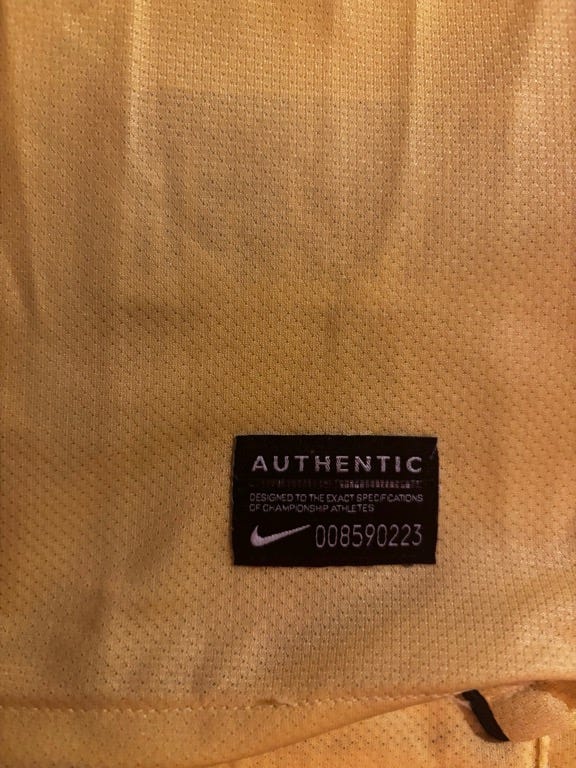 AUTHENTIC
DESIGNED TO THE EXACT SPECIFICATIONS
OF CHAMPIONSHIP ATHLETES
008590223